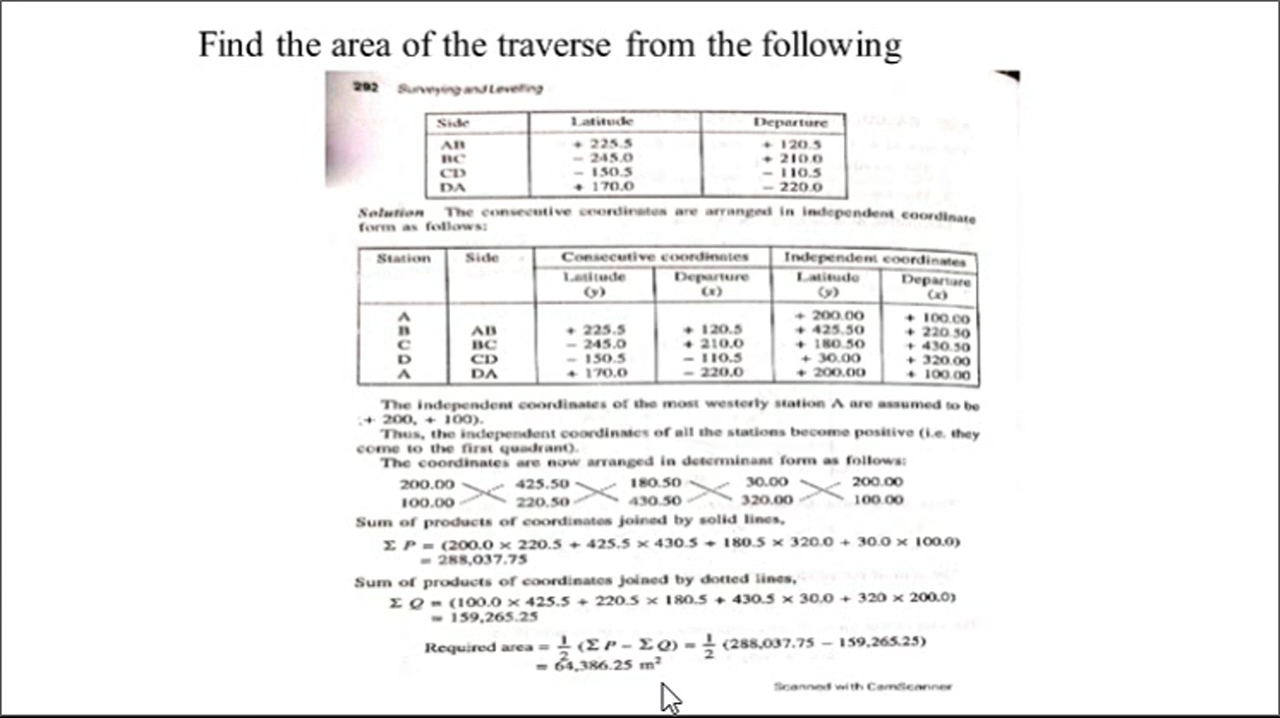 Find the area of the traverse from the following
292 Surveying and Levelling
Side Latitude Departure
AB + 225.5 + 120.5
BC – 245.0 + 210.0
CD – 150.5 – 110.5
DA + 170.0 – 220.0
Solution The consecutive coordinates are arranged in independent coordinate
form as follows:
Station Side Consecutive coordinates Independent coordinates
Latitude (y) Departure (x) Latitude (y) Departure (x)
A + 200.00 + 100.00
B AB + 225.5 + 120.5 + 425.50 + 220.50
C BC – 245.0 + 210.0 + 180.50 + 430.50
D CD – 150.5 – 110.5 + 30.00 + 320.00
A DA + 170.0 – 220.0 + 200.00 + 100.00
The independent coordinates of the most westerly station A are assumed to be
+ 200, + 100).
Thus, the independent coordinates of all the stations become positive (i.e. they
come to the first quadrant).
The coordinates are now arranged in determinant form as follows:
200.00 425.50 180.50 30.00 200.00
100.00 220.50 430.50 320.00 100.00
Sum of products of coordinates joined by solid lines,
Σ P = (200.0 × 220.5 + 425.5 × 430.5 + 180.5 × 320.0 + 30.0 × 100.0)
= 288,037.75
Sum of products of coordinates joined by dotted lines,
Σ Q = (100.0 × 425.5 + 220.5 × 180.5 + 430.5 × 30.0 + 320 × 200.0)
= 159,265.25
Required area = 1/2 (Σ P – Σ Q) = 1/2 (288,037.75 – 159,265.25)
= 64,386.25 m²
Scanned with CamScanner